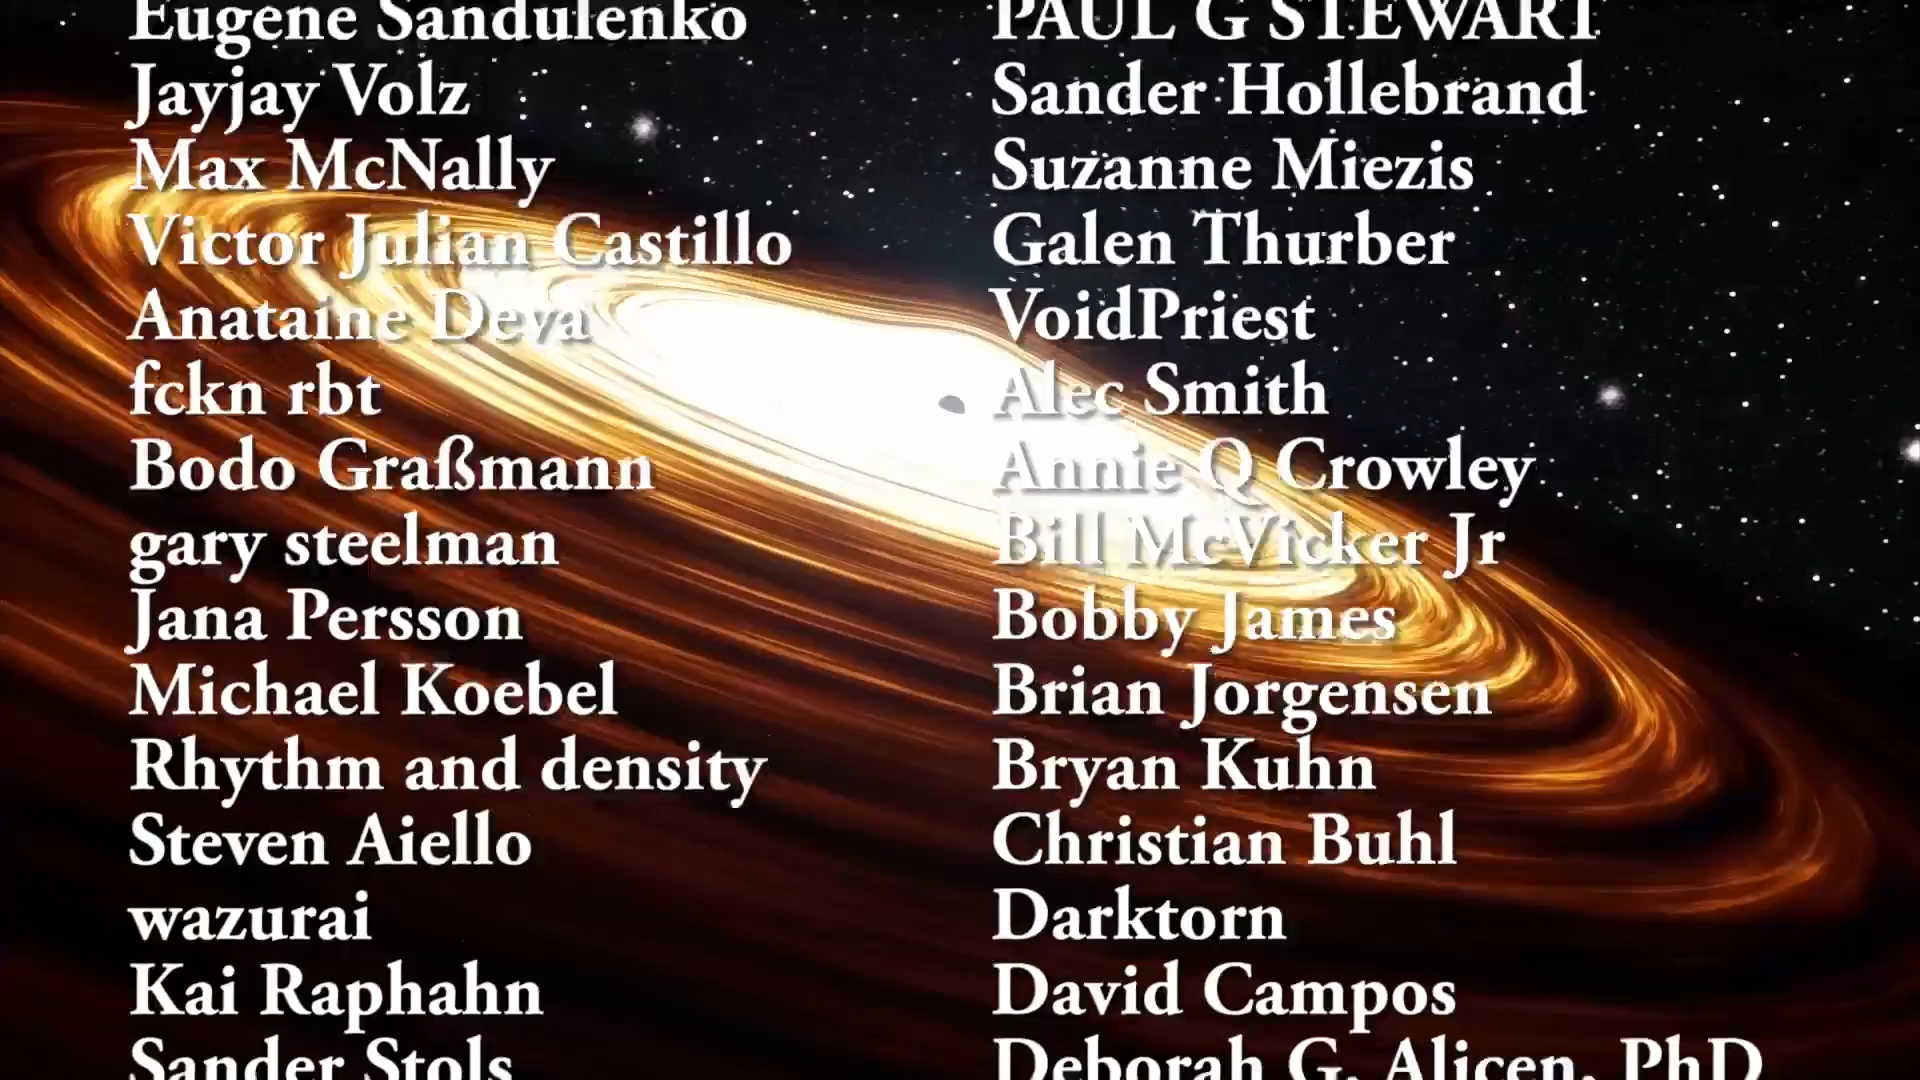 Eugene Sandulenko
Jayjay Volz
Max McNally
Victor Julian Castillo
Anataine Deva
fckn rbt
Bodo Graßmann
gary steelman
Jana Persson
Michael Koebel
Rhythm and density
Steven Aiello
wazurai
Kai Raphahn
Sander Stols
PAUL G STEWART
Sander Hollebrand
Suzanne Miezis
Galen Thurber
VoidPriest
Alec Smith
Annie Q Crowley
Bill McVicker Jr
Bobby James
Brian Jorgensen
Bryan Kuhn
Christian Buhl
Darktorn
David Campos
Deborah G. Alicen, PhD